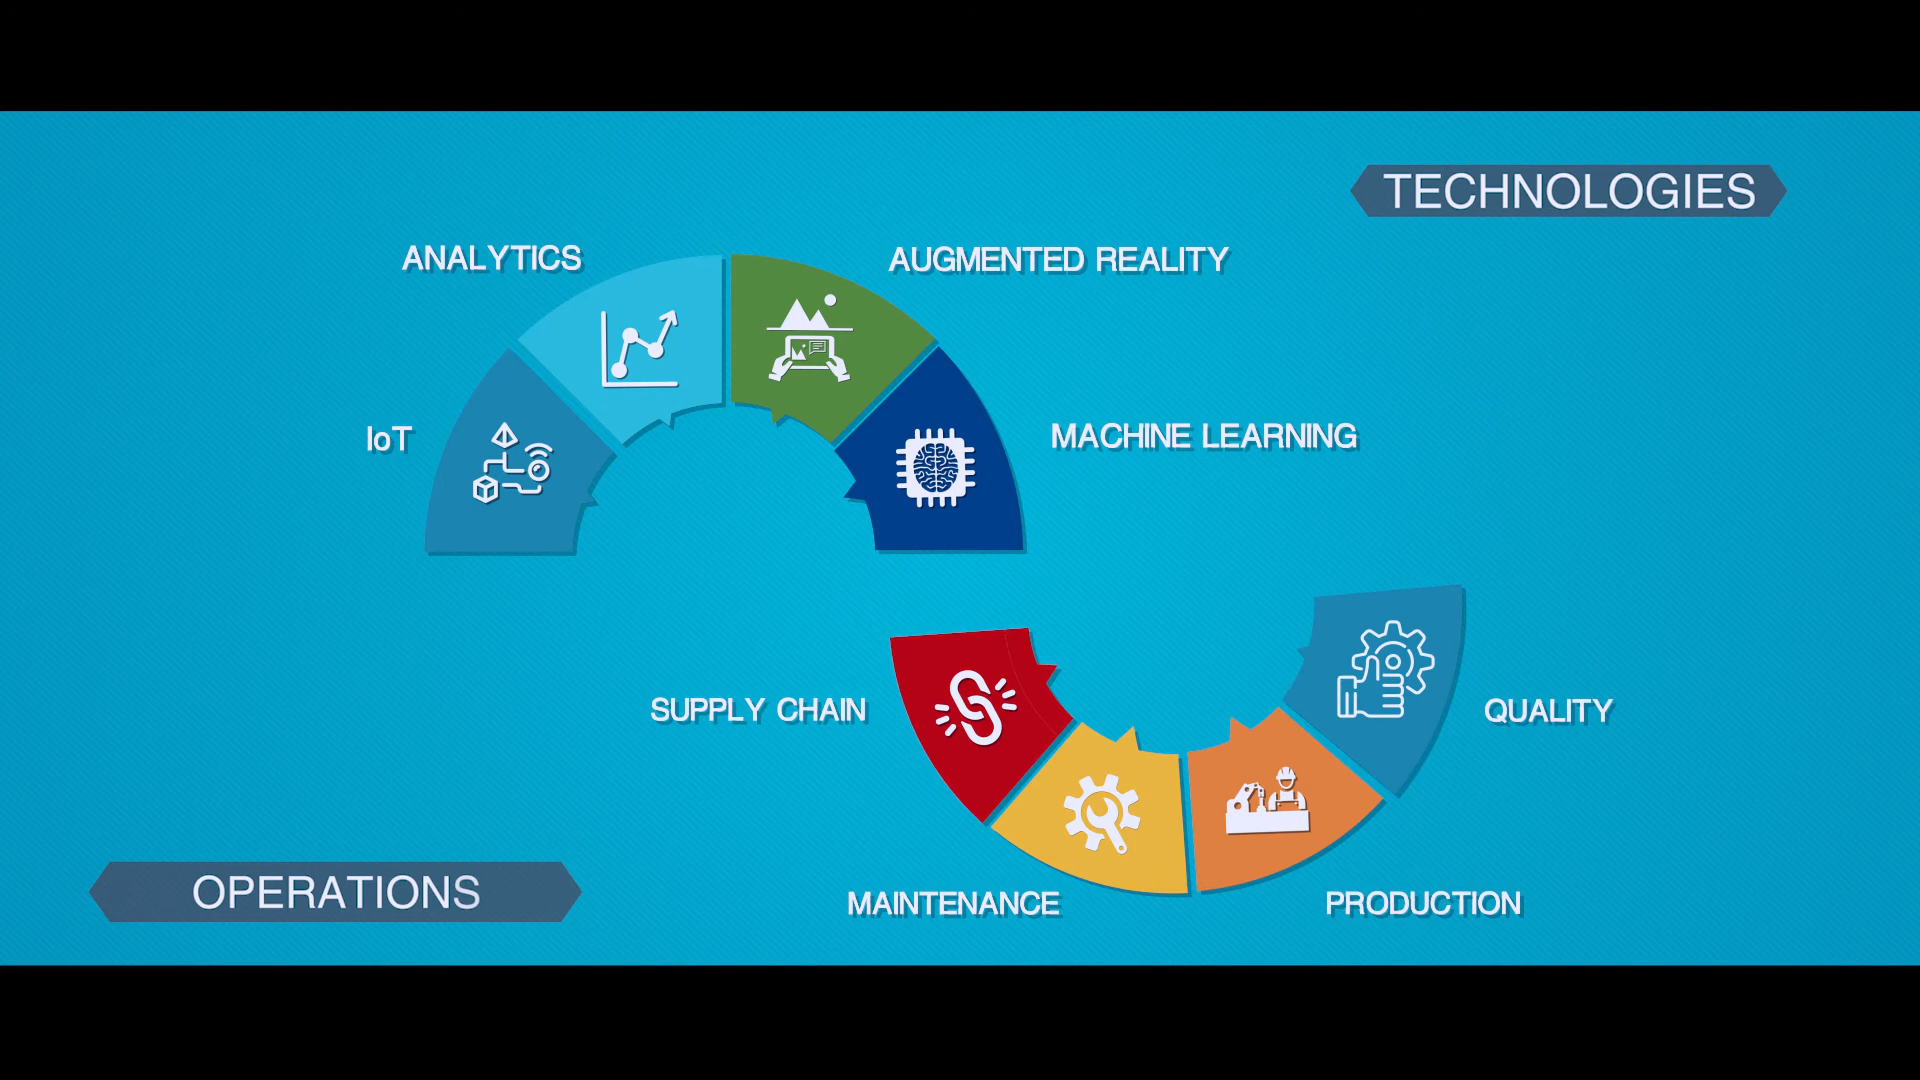 TECHNOLOGIES
ANALYTICS
AUGMENTED REALITY
IoT
MACHINE LEARNING
SUPPLY CHAIN
QUALITY
MAINTENANCE
PRODUCTION
OPERATIONS